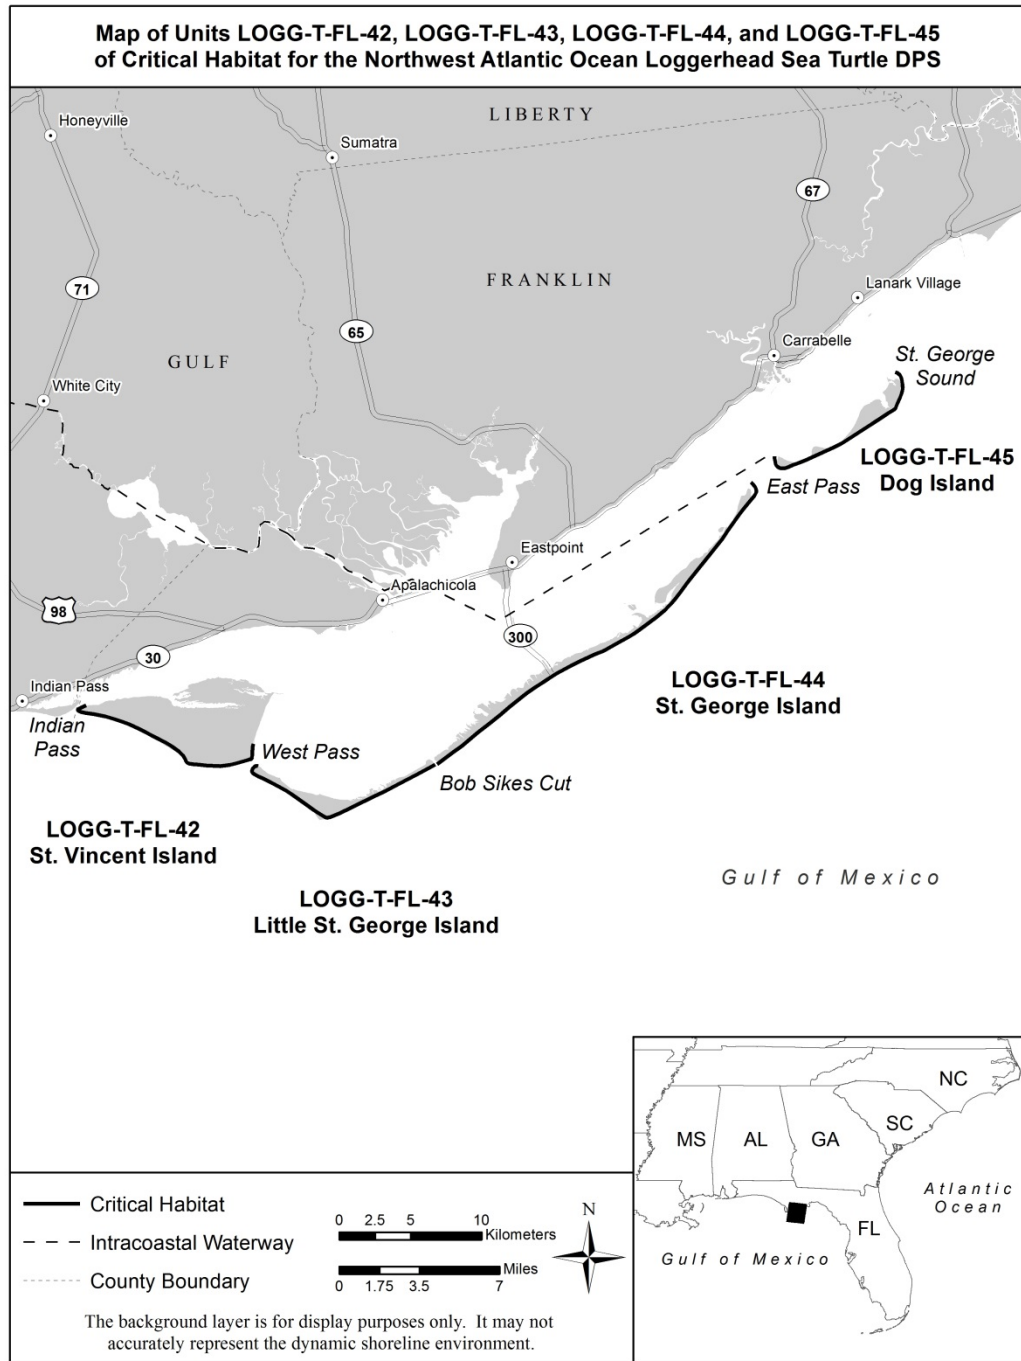 Map of Units LOGG-T-FL-42, LOGG-T-FL-43, LOGG-T-FL-44, and LOGG-T-FL-45
of Critical Habitat for the Northwest Atlantic Ocean Loggerhead Sea Turtle DPS
LIBERTY
Honeyville
Sumatra
67
FRANKLIN
Lanark Village
71
65
Carrabelle
GULF
St. George
Sound
White City
LOGG-T-FL-45
Dog Island
East Pass
Eastpoint
Apalachicola
98
300
30
LOGG-T-FL-44
St. George Island
Indian Pass
Indian
Pass
West Pass
Bob Sikes Cut
LOGG-T-FL-42
St. Vincent Island
Gulf of Mexico
LOGG-T-FL-43
Little St. George Island
NC
SC
MS
AL
GA
Atlantic
Ocean
FL
Gulf of Mexico
Critical Habitat
Intracoastal Waterway
County Boundary
0 2.5 5 10
Kilometers
Miles
0 1.75 3.5 7
N
The background layer is for display purposes only. It may not
accurately represent the dynamic shoreline environment.